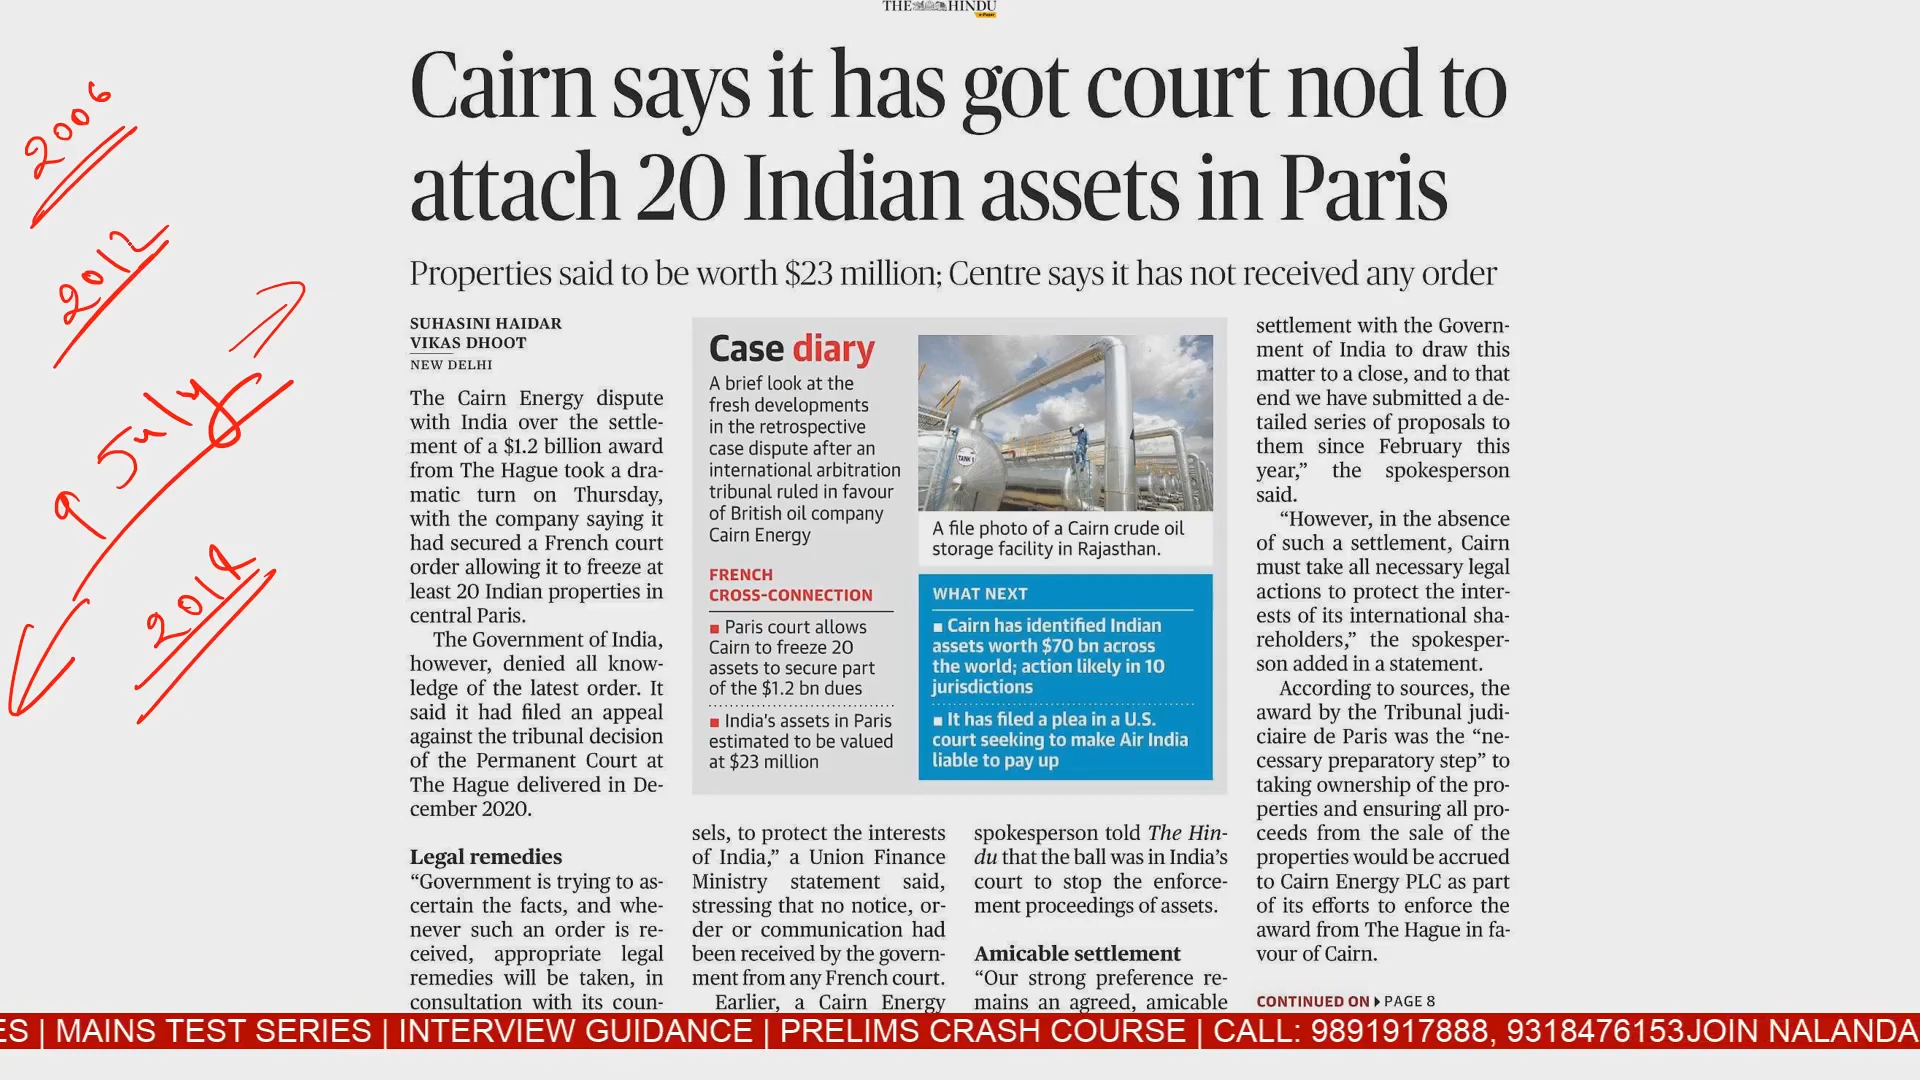 THE HINDU
e-Paper
Cairn says it has got court nod to
attach 20 Indian assets in Paris
Properties said to be worth $23 million; Centre says it has not received any order
2006
2012
9 July
2014
SUHASINI HAIDAR
VIKAS DHOOT
NEW DELHI
The Cairn Energy dispute
with India over the settle-
ment of a $1.2 billion award
from The Hague took a dra-
matic turn on Thursday,
with the company saying it
had secured a French court
order allowing it to freeze at
least 20 Indian properties in
central Paris.
The Government of India,
however, denied all know-
ledge of the latest order. It
said it had filed an appeal
against the tribunal decision
of the Permanent Court at
The Hague delivered in De-
cember 2020.
Legal remedies
“Government is trying to as-
certain the facts, and whe-
never such an order is re-
ceived, appropriate legal
remedies will be taken, in
consultation with its coun-
Case diary
A brief look at the
fresh developments
in the retrospective
case dispute after an
international arbitration
tribunal ruled in favour
of British oil company
Cairn Energy
FRENCH
CROSS-CONNECTION
■ Paris court allows
Cairn to freeze 20
assets to secure part
of the $1.2 bn dues
■ India's assets in Paris
estimated to be valued
at $23 million
TANK 1
A file photo of a Cairn crude oil
storage facility in Rajasthan.
WHAT NEXT
■ Cairn has identified Indian
assets worth $70 bn across
the world; action likely in 10
jurisdictions
■ It has filed a plea in a U.S.
court seeking to make Air India
liable to pay up
sels, to protect the interests
of India,” a Union Finance
Ministry statement said,
stressing that no notice, or-
der or communication had
been received by the govern-
ment from any French court.
Earlier, a Cairn Energy
spokesperson told The Hin-
du that the ball was in India’s
court to stop the enforce-
ment proceedings of assets.
Amicable settlement
“Our strong preference re-
mains an agreed, amicable
settlement with the Govern-
ment of India to draw this
matter to a close, and to that
end we have submitted a de-
tailed series of proposals to
them since February this
year,” the spokesperson
said.
“However, in the absence
of such a settlement, Cairn
must take all necessary legal
actions to protect the inter-
ests of its international sha-
reholders,” the spokesper-
son added in a statement.
According to sources, the
award by the Tribunal judi-
ciaire de Paris was the “ne-
cessary preparatory step” to
taking ownership of the pro-
perties and ensuring all pro-
ceeds from the sale of the
properties would be accrued
to Cairn Energy PLC as part
of its efforts to enforce the
award from The Hague in fa-
vour of Cairn.
CONTINUED ON ▶ PAGE 8
ES | MAINS TEST SERIES | INTERVIEW GUIDANCE | PRELIMS CRASH COURSE | CALL: 9891917888, 9318476153JOIN NALANDA